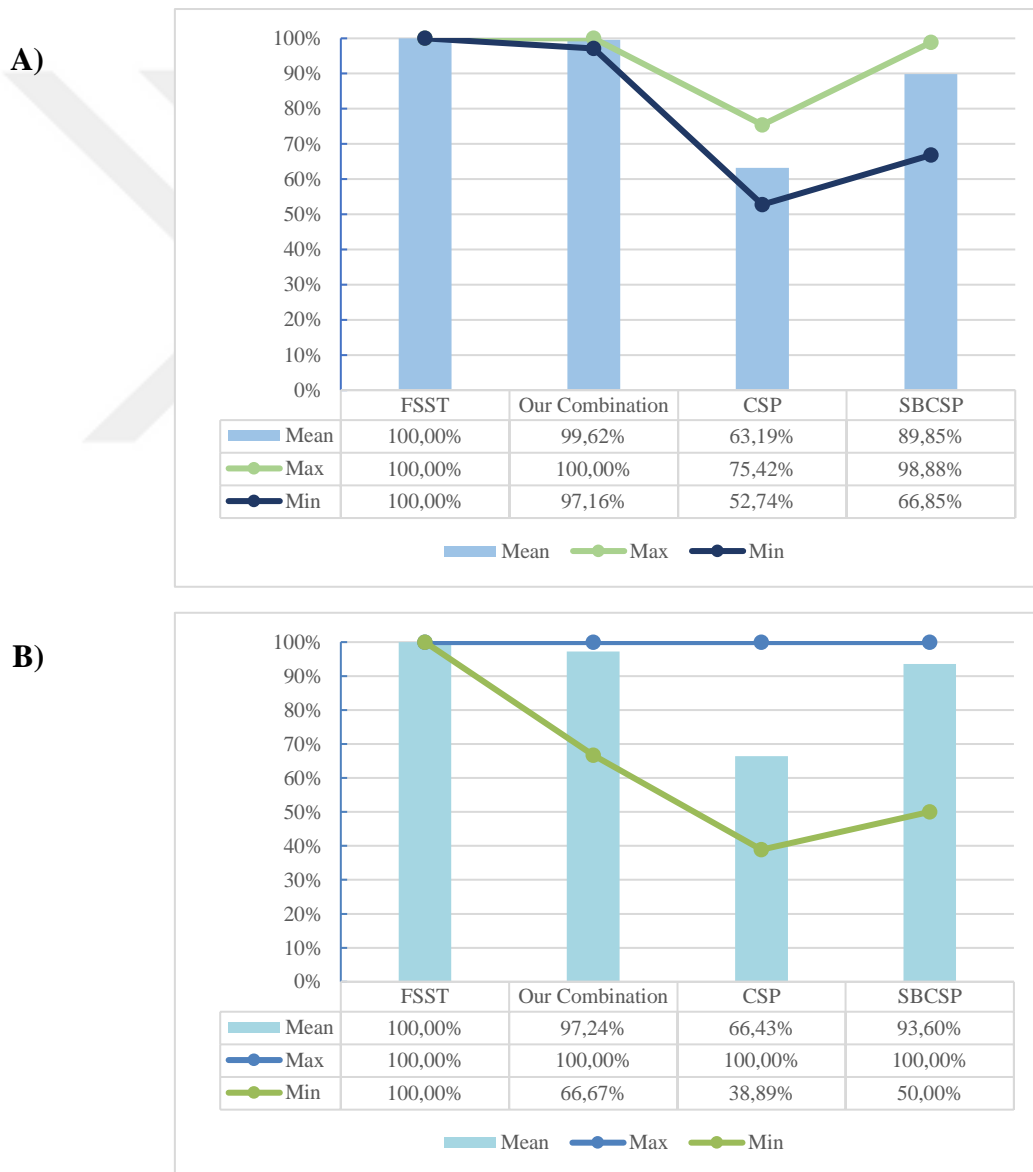 A)
100%
90%
80%
70%
60%
50%
40%
30%
20%
10%
0%
FSST Our Combination CSP SBCSP
Mean 100,00% 99,62% 63,19% 89,85%
Max 100,00% 100,00% 75,42% 98,88%
Min 100,00% 97,16% 52,74% 66,85%
Mean Max Min
B)
100%
90%
80%
70%
60%
50%
40%
30%
20%
10%
0%
FSST Our Combination CSP SBCSP
Mean 100,00% 97,24% 66,43% 93,60%
Max 100,00% 100,00% 100,00% 100,00%
Min 100,00% 66,67% 38,89% 50,00%
Mean Max Min